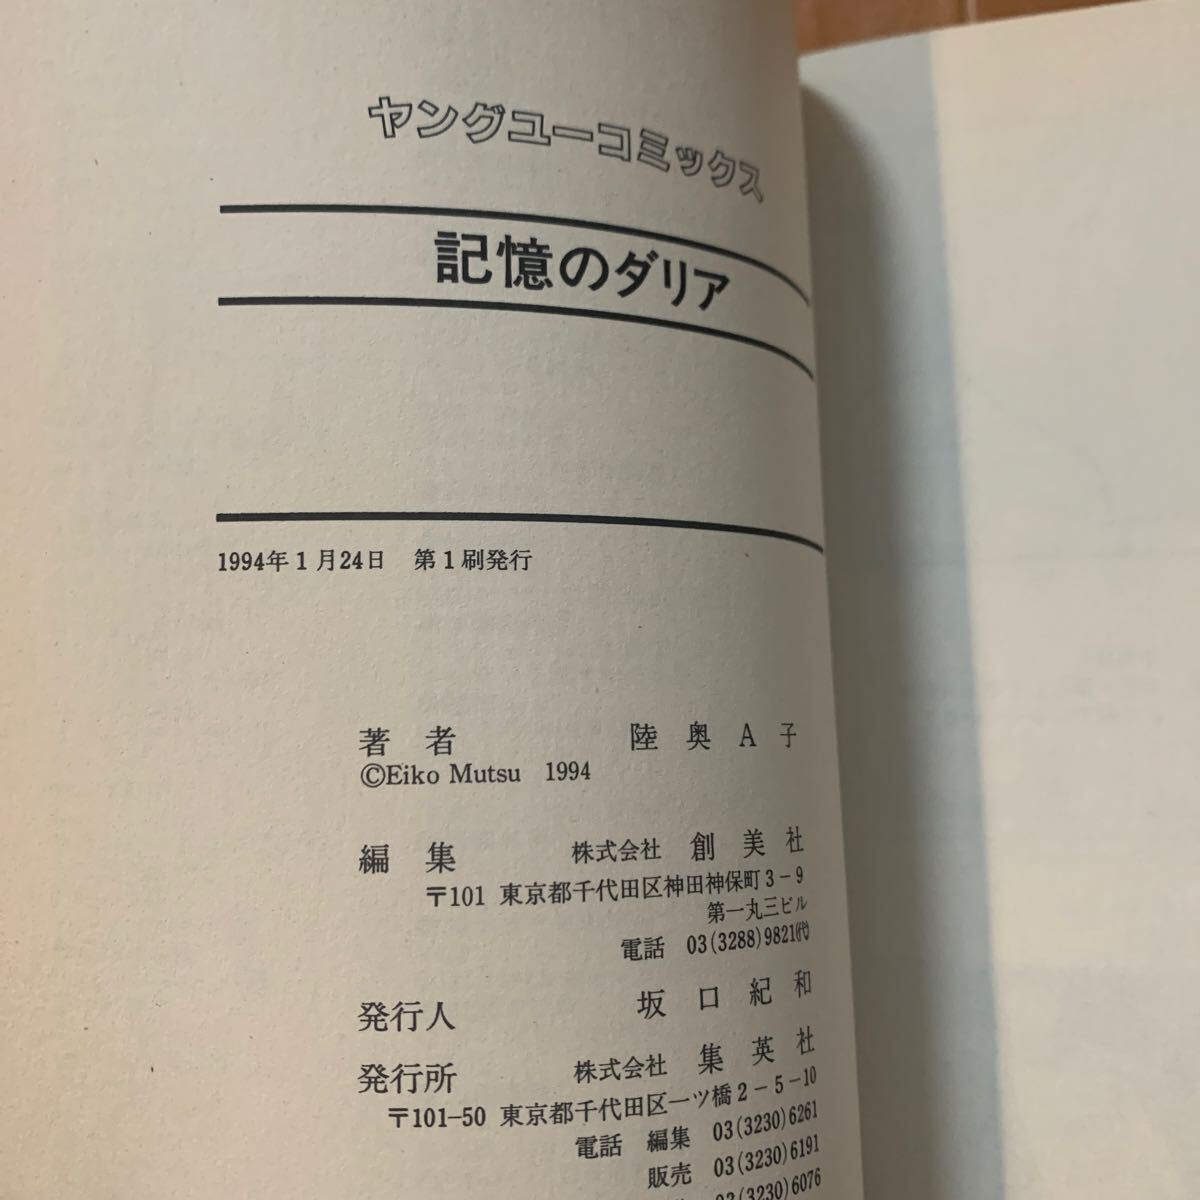 ヤングユーコミックス
記憶のダリア
1994年1月24日 第1刷発行
著者 陸奥A子
©Eiko Mutsu 1994
編集 株式会社 創美社
〒101 東京都千代田区神田神保町3-9
第一丸三ビル
電話 03(3288)9821(代)
発行人 坂口紀和
発行所 株式会社 集英社
〒101-50 東京都千代田区一ツ橋2-5-10
電話 編集 03(3230)6261
販売 03(3230)6191
03(3230)6076